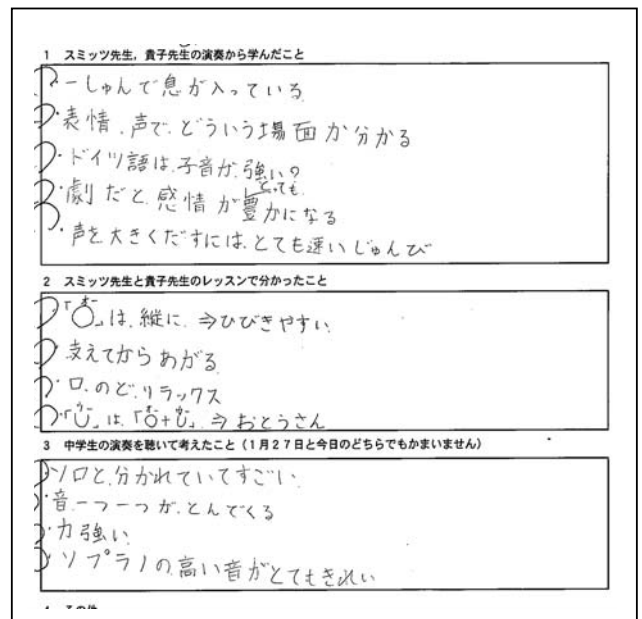 1 スミッツ先生，貴子先生の演奏から学んだこと
・一しゅんで息が入っている
・表情、声で、どういう場面か分かる
・ドイツ語は、子音が、強い？
・劇だと、感情がとっても豊かになる
・声を大きくだすには、とても速いじゅんび
2 スミッツ先生と貴子先生のレッスンで分かったこと
・「O」は、縦に、⇒ひびきやすい
・支えてからあがる
・口、のど、リラックス
・「Ü」は「O+U」⇒おとうさん
3 中学生の演奏を聴いて考えたこと（1月27日と今日のどちらでもかまいません）
・ソロと、分かれていてすごい
・音一つ一つが、とんでくる
・力強い
・ソプラノの高い音がとてもきれい